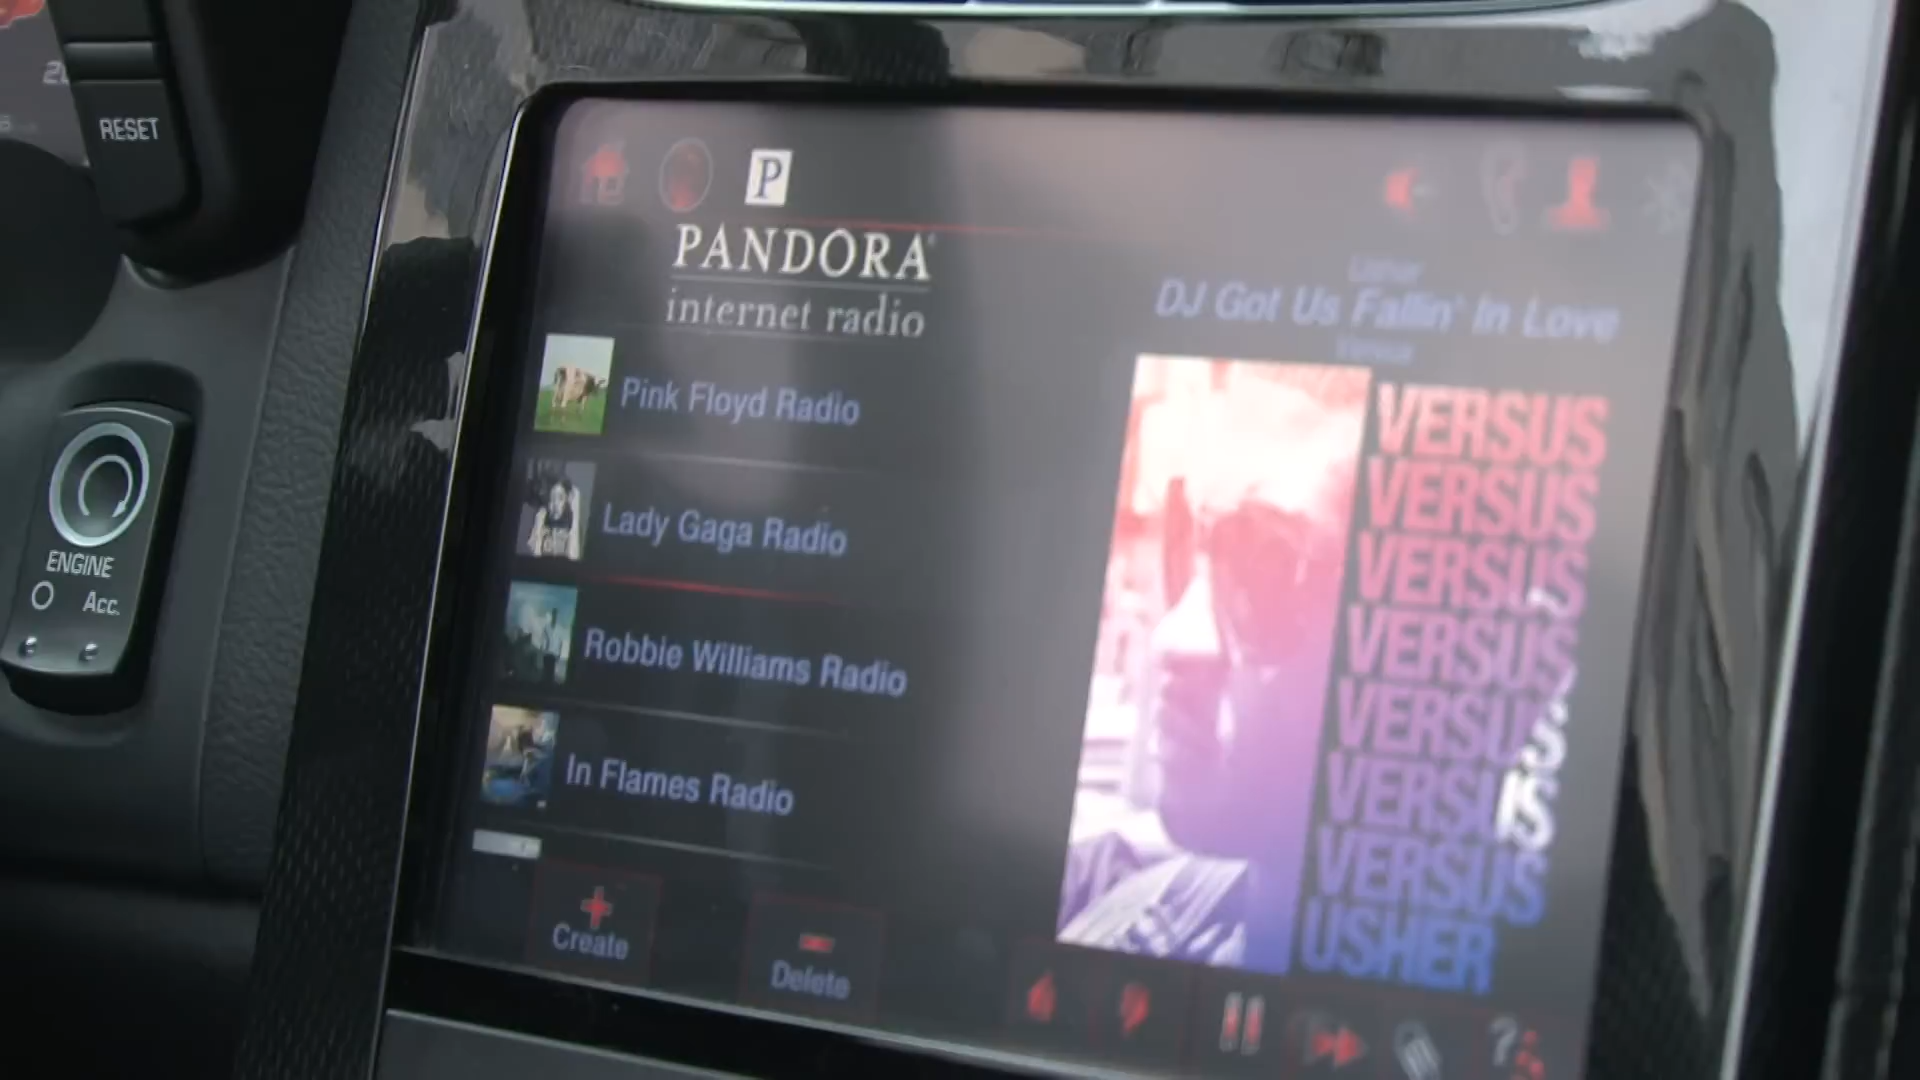 RESET
ENGINE
Acc.
P
PANDORA
internet radio
Pink Floyd Radio
Lady Gaga Radio
Robbie Williams Radio
In Flames Radio
Create
Delete
Usher
DJ Got Us Fallin' In Love
Versus
VERSUS
VERSUS
VERSUS
VERSUS
VERSUS
VERSUS
VERSUS
USHER